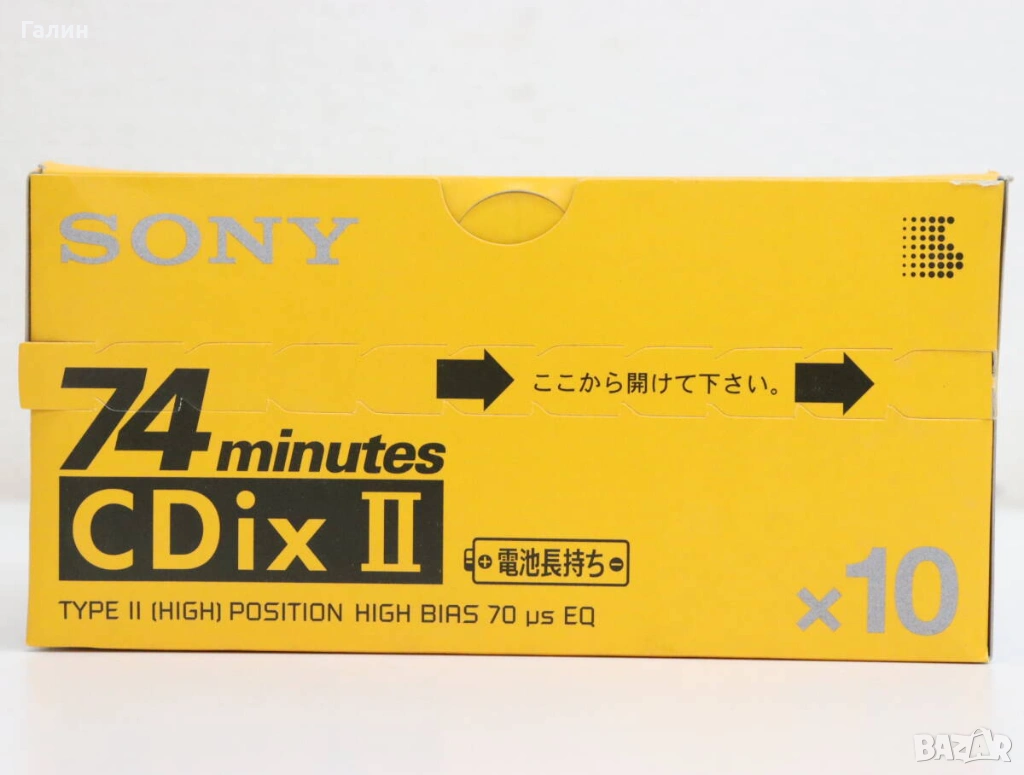 Галин
SONY
ここから開けて下さい。
74 minutes
CDix II
+ 電池長持ち -
TYPE II (HIGH) POSITION HIGH BIAS 70 µs EQ
×10
BAZAR